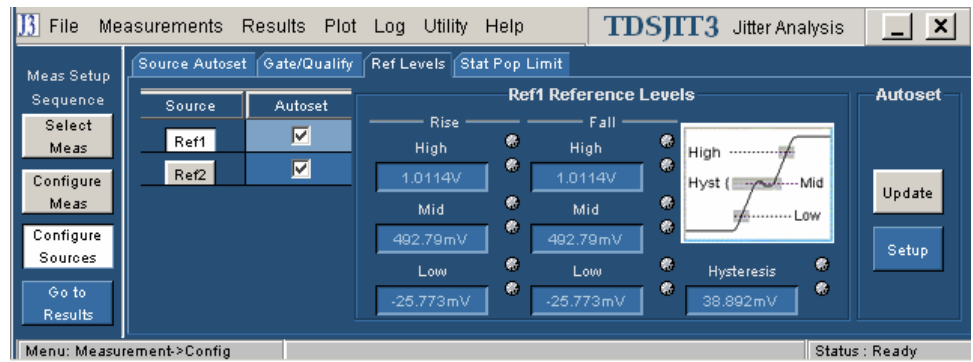 J3 File Measurements Results Plot Log Utility Help TDSJIT3 Jitter Analysis
Meas Setup
Sequence
Select
Meas
Configure
Meas
Configure
Sources
Go to
Results
Source Autoset Gate/Qualify Ref Levels Stat Pop Limit
Source Autoset
Ref1
Ref2
Ref1 Reference Levels
Rise
High
1.0114V
Mid
492.79mV
Low
-25.773mV
Fall
High
1.0114V
Mid
492.79mV
Low
-25.773mV
High
Hyst ( Mid
Low
Hysteresis
38.892mV
Autoset
Update
Setup
Menu: Measurement->Config Status : Ready